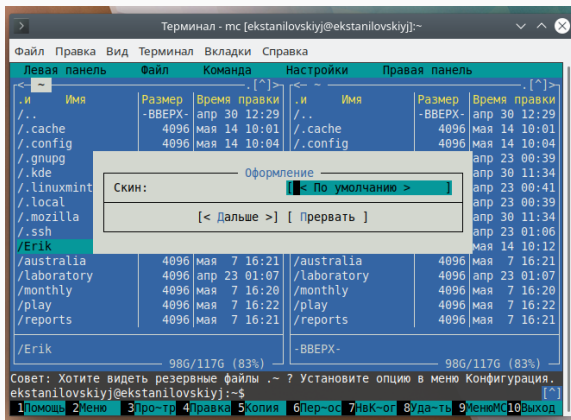 Терминал - mc [ekstanilovskiyj@ekstanilovskiyj]:~
Файл Правка Вид Терминал Вкладки Справка
Левая панель Файл Команда Настройки Правая панель
<- ~ .[^]> <- ~ .[^]>
.и Имя Размер Время правки .и Имя Размер Время правки
/.. -ВВЕРХ- апр 30 12:29 /.. -ВВЕРХ- апр 30 12:29
/.cache 4096 мая 14 10:01 /.cache 4096 мая 14 10:01
/.config 4096 мая 14 10:04 /.config 4096 мая 14 10:04
/.gnupg апр 23 00:39
/.kde апр 30 11:34
/.linuxmint апр 23 00:41
/.local апр 23 00:39
/.mozilla апр 30 11:34
/.ssh апр 23 01:06
/Erik мая 14 10:12
Оформление
Скин: [< По умолчанию > ]
[< Дальше >] [ Прервать ]
/australia 4096 мая 7 16:21 /australia 4096 мая 7 16:21
/laboratory 4096 апр 23 01:07 /laboratory 4096 апр 23 01:07
/monthly 4096 мая 7 16:20 /monthly 4096 мая 7 16:20
/play 4096 мая 7 16:22 /play 4096 мая 7 16:22
/reports 4096 мая 7 16:21 /reports 4096 мая 7 16:21
/Erik -ВВЕРХ-
98G/117G (83%) 98G/117G (83%)
Совет: Хотите видеть резервные файлы .~ ? Установите опцию в меню Конфигурация.
ekstanilovskiyj@ekstanilovskiyj:~$ [^]
1Помощь 2Меню 3Про~тр 4Правка 5Копия 6Пер~ос 7НвК~ог 8Уда~ть 9МенюMC 10Выход